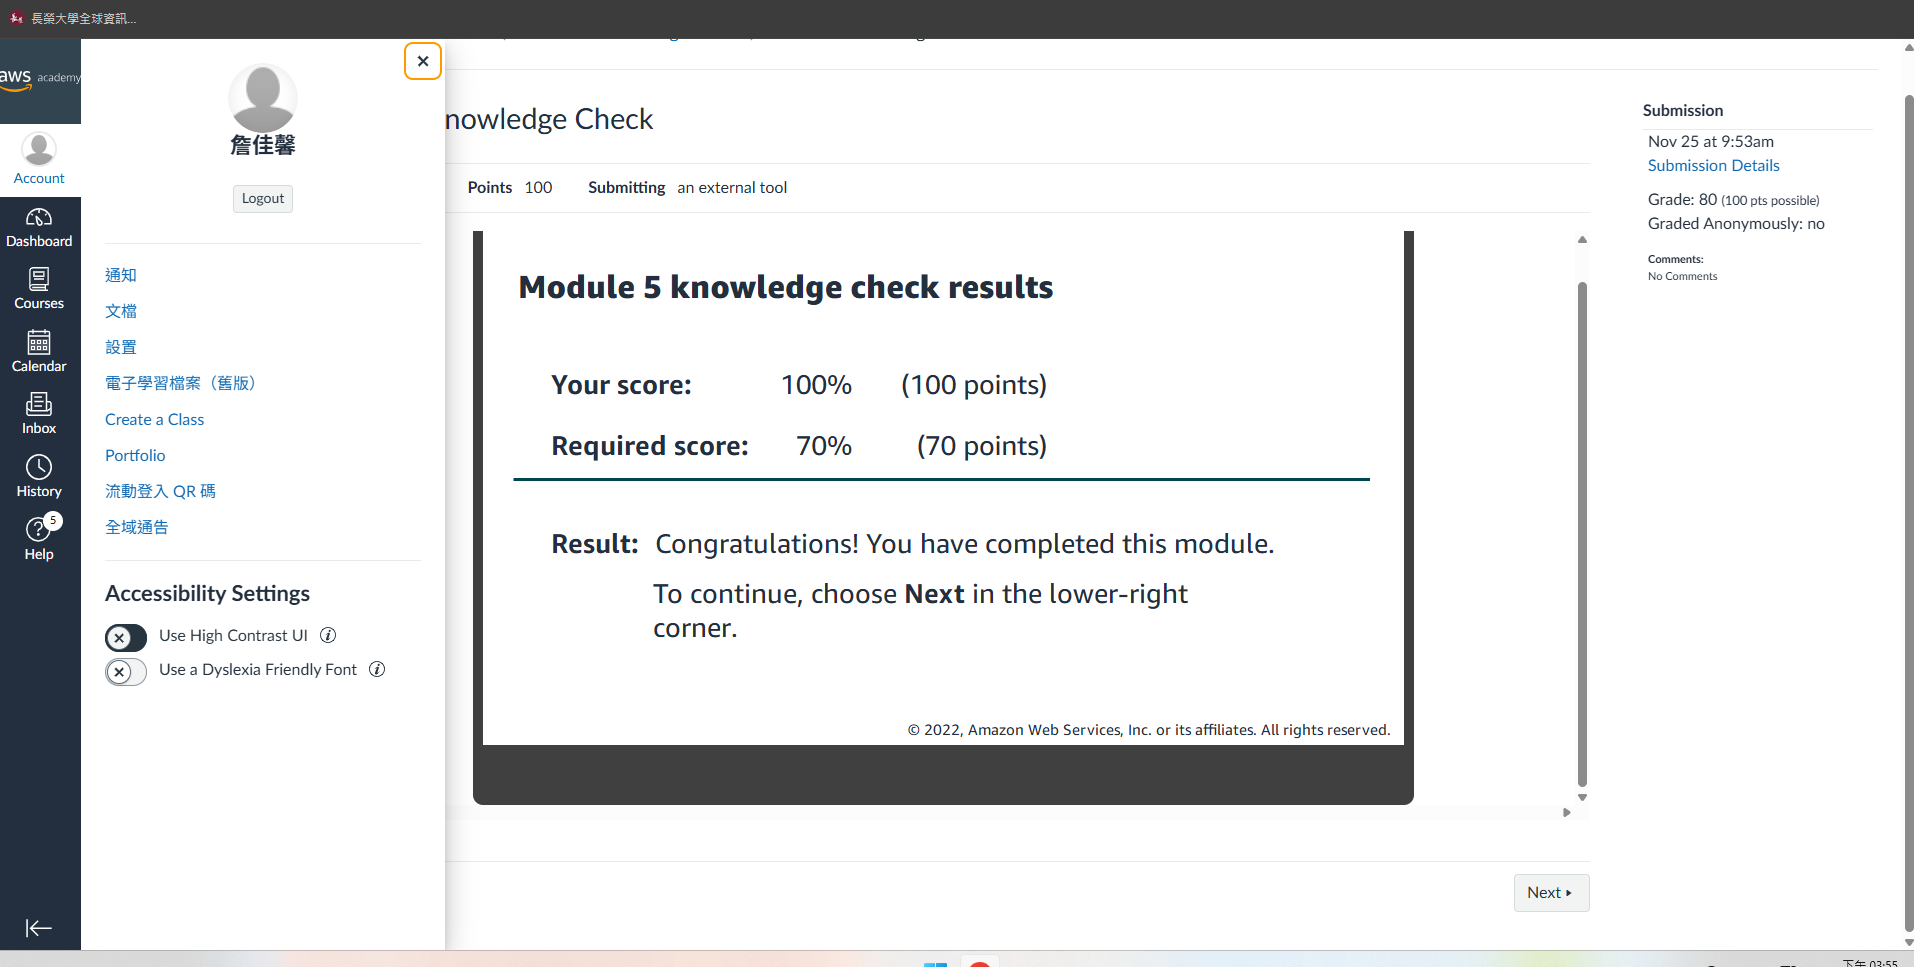 長榮大學全球資訊...
aws academy
Account
Dashboard
Courses
Calendar
Inbox
History
5
Help
詹佳馨
Logout
通知
文檔
設置
電子學習檔案（舊版）
Create a Class
Portfolio
流動登入 QR 碼
全域通告
Accessibility Settings
Use High Contrast UI
Use a Dyslexia Friendly Font
nowledge Check
Points 100 Submitting an external tool
Module 5 knowledge check results
Your score: 100% (100 points)
Required score: 70% (70 points)
Result: Congratulations! You have completed this module.
To continue, choose Next in the lower-right
corner.
© 2022, Amazon Web Services, Inc. or its affiliates. All rights reserved.
Next
Submission
Nov 25 at 9:53am
Submission Details
Grade: 80 (100 pts possible)
Graded Anonymously: no
Comments:
No Comments
下午 03:55